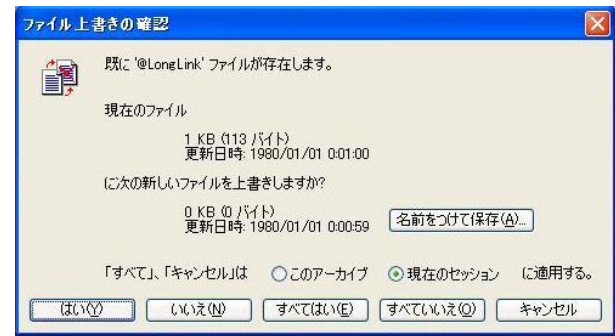 ファイル上書きの確認
既に '@LongLink' ファイルが存在します。
現在のファイル
1 KB (113 バイト)
更新日時: 1980/01/01 0:01:00
に次の新しいファイルを上書きしますか?
0 KB (0 バイト)
更新日時: 1980/01/01 0:00:59
名前をつけて保存(A)...
「すべて」、「キャンセル」は このアーカイブ 現在のセッション に適用する。
はい(Y) いいえ(N) すべてはい(E) すべていいえ(O) キャンセル